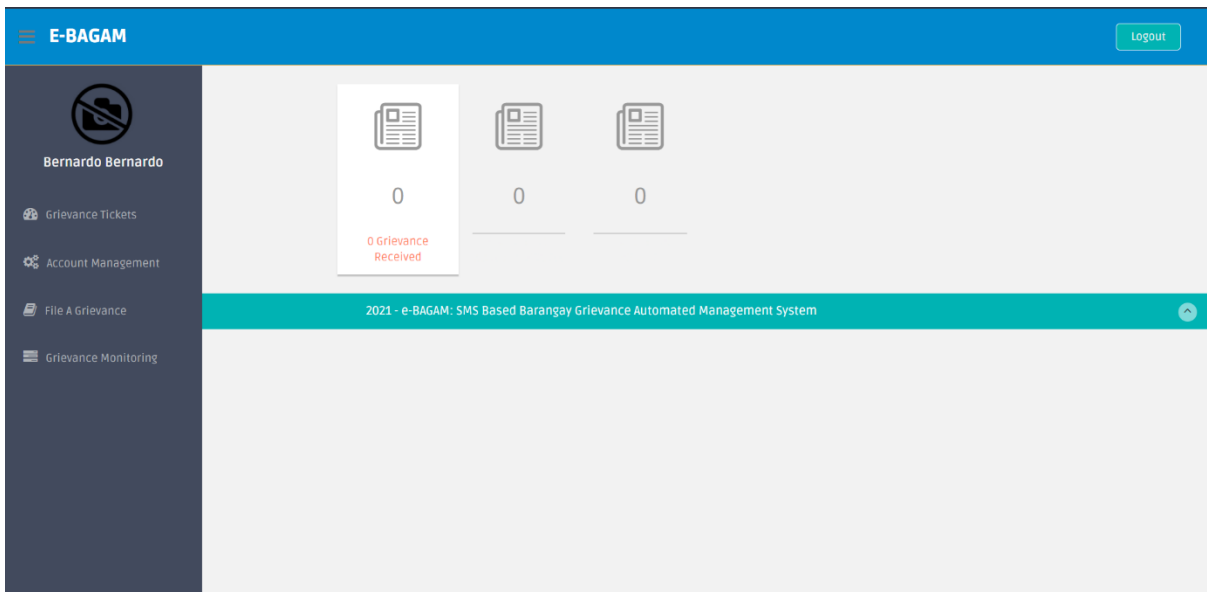 E-BAGAM
Logout
Bernardo Bernardo
Grievance Tickets
Account Management
File A Grievance
Grievance Monitoring
0
0
0
0 Grievance
Received
2021 - e-BAGAM: SMS Based Barangay Grievance Automated Management System